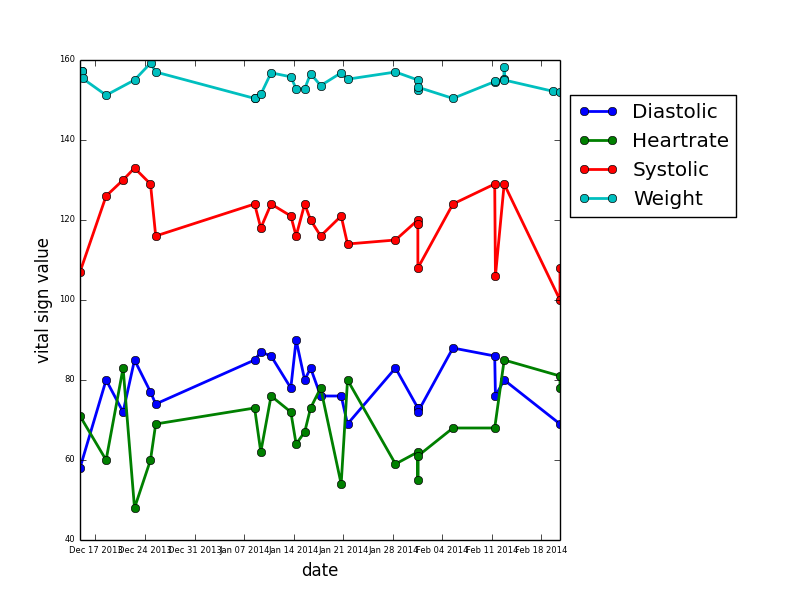 160
140
120
100
80
60
40
vital sign value
Dec 17 2013 Dec 24 2013 Dec 31 2013 Jan 07 2014 Jan 14 2014 Jan 21 2014 Jan 28 2014 Feb 04 2014 Feb 11 2014 Feb 18 2014
date
Diastolic
Heartrate
Systolic
Weight